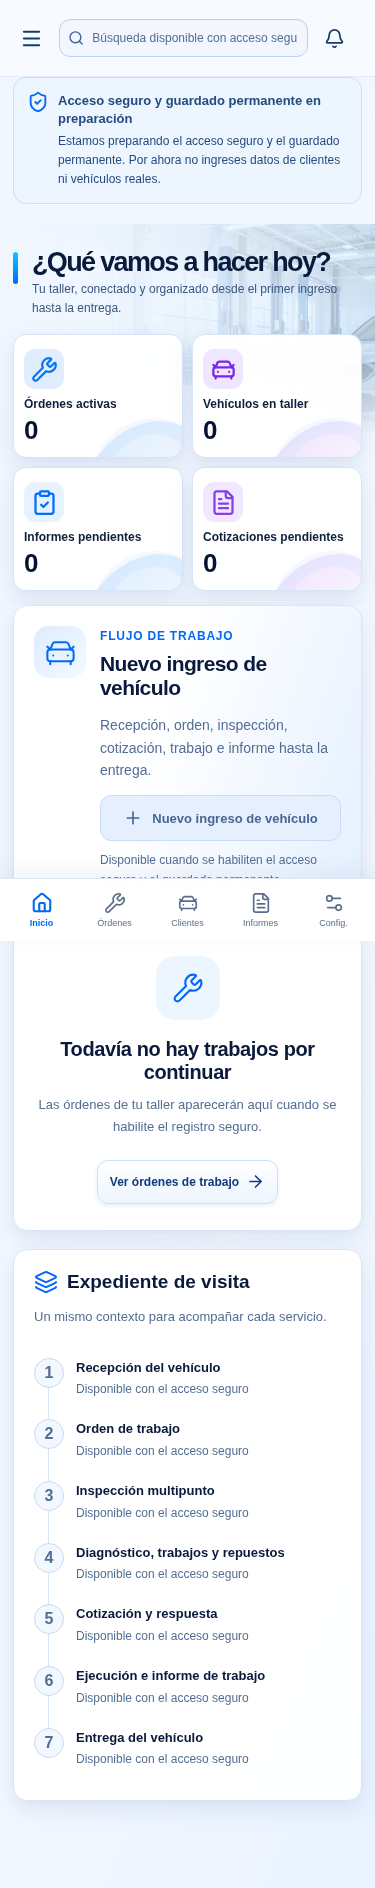 Búsqueda disponible con acceso segu
Acceso seguro y guardado permanente en
preparación
Estamos preparando el acceso seguro y el guardado
permanente. Por ahora no ingreses datos de clientes
ni vehículos reales.
¿Qué vamos a hacer hoy?
Tu taller, conectado y organizado desde el primer ingreso
hasta la entrega.
Órdenes activas
0
Vehículos en taller
0
Informes pendientes
0
Cotizaciones pendientes
0
FLUJO DE TRABAJO
Nuevo ingreso de
vehículo
Recepción, orden, inspección,
cotización, trabajo e informe hasta la
entrega.
Nuevo ingreso de vehículo
Disponible cuando se habiliten el acceso
Inicio
Órdenes
Clientes
Informes
Config.
Todavía no hay trabajos por
continuar
Las órdenes de tu taller aparecerán aquí cuando se
habilite el registro seguro.
Ver órdenes de trabajo
Expediente de visita
Un mismo contexto para acompañar cada servicio.
1
Recepción del vehículo
Disponible con el acceso seguro
2
Orden de trabajo
Disponible con el acceso seguro
3
Inspección multipunto
Disponible con el acceso seguro
4
Diagnóstico, trabajos y repuestos
Disponible con el acceso seguro
5
Cotización y respuesta
Disponible con el acceso seguro
6
Ejecución e informe de trabajo
Disponible con el acceso seguro
7
Entrega del vehículo
Disponible con el acceso seguro